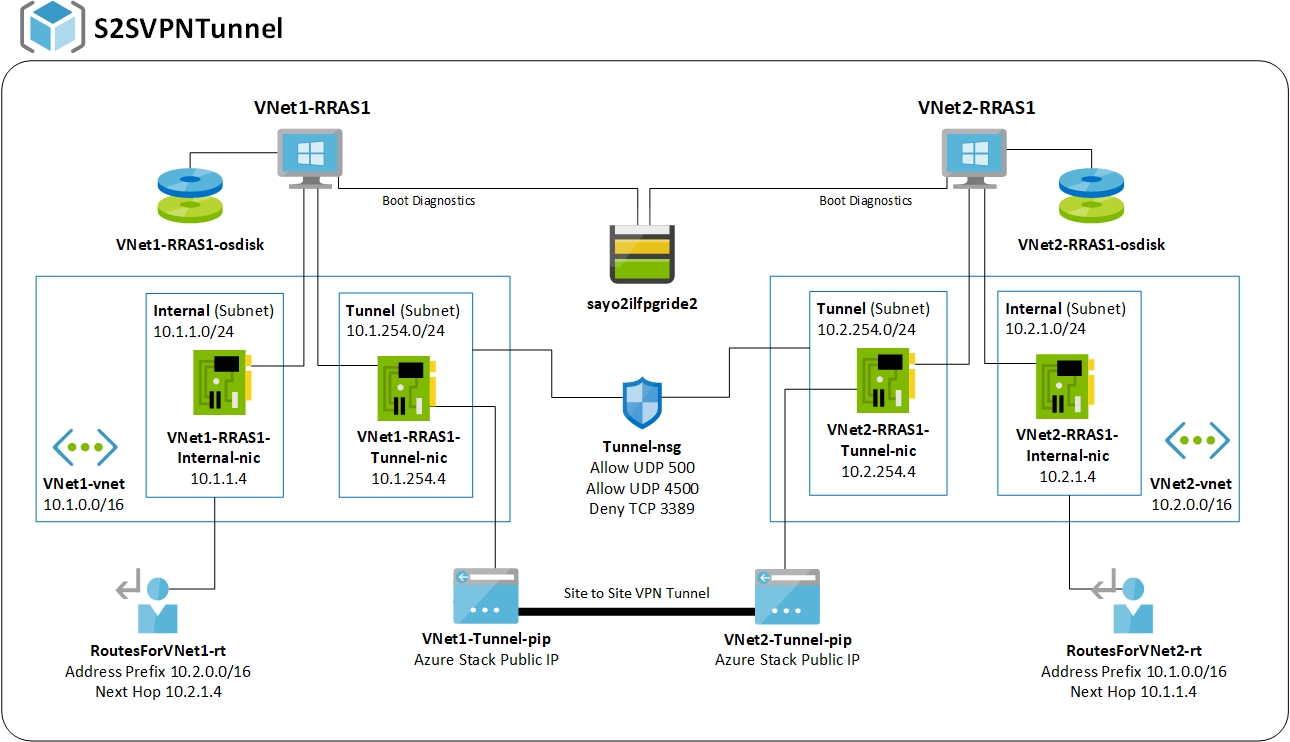 S2SVPNTunnel
VNet1-RRAS1
VNet2-RRAS1
Boot Diagnostics
Boot Diagnostics
VNet1-RRAS1-osdisk
VNet2-RRAS1-osdisk
sayo2ilfpgride2
Internal (Subnet)
10.1.1.0/24
Tunnel (Subnet)
10.1.254.0/24
Tunnel (Subnet)
10.2.254.0/24
Internal (Subnet)
10.2.1.0/24
VNet1-RRAS1-
Internal-nic
10.1.1.4
VNet1-RRAS1-
Tunnel-nic
10.1.254.4
VNet2-RRAS1-
Tunnel-nic
10.2.254.4
VNet2-RRAS1-
Internal-nic
10.2.1.4
VNet1-vnet
10.1.0.0/16
Tunnel-nsg
Allow UDP 500
Allow UDP 4500
Deny TCP 3389
VNet2-vnet
10.2.0.0/16
Site to Site VPN Tunnel
VNet1-Tunnel-pip
Azure Stack Public IP
VNet2-Tunnel-pip
Azure Stack Public IP
RoutesForVNet1-rt
Address Prefix 10.2.0.0/16
Next Hop 10.2.1.4
RoutesForVNet2-rt
Address Prefix 10.1.0.0/16
Next Hop 10.1.1.4